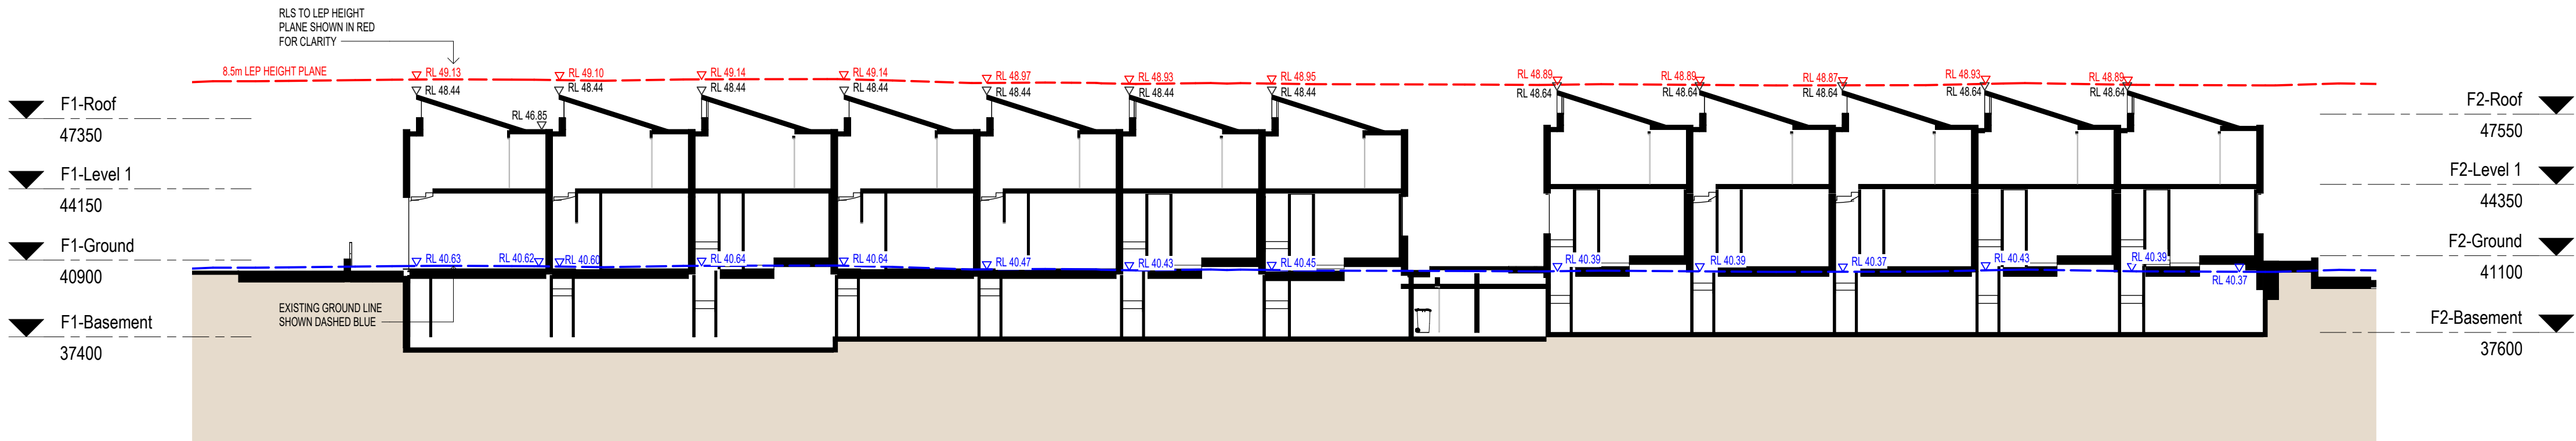 RLS TO LEP HEIGHT
PLANE SHOWN IN RED
FOR CLARITY
8.5m LEP HEIGHT PLANE
RL 49.13
RL 49.10
RL 49.14
RL 49.14
RL 48.97
RL 48.93
RL 48.95
RL 48.89
RL 48.89
RL 48.87
RL 48.93
RL 48.89
RL 48.44
RL 48.44
RL 48.44
RL 48.44
RL 48.44
RL 48.44
RL 48.44
RL 48.64
RL 48.64
RL 48.64
RL 48.64
RL 48.64
RL 46.85
F1-Roof
47350
F1-Level 1
44150
F1-Ground
40900
F1-Basement
37400
F2-Roof
47550
F2-Level 1
44350
F2-Ground
41100
F2-Basement
37600
RL 40.63
RL 40.62
RL 40.60
RL 40.64
RL 40.64
RL 40.47
RL 40.43
RL 40.45
RL 40.39
RL 40.39
RL 40.37
RL 40.43
RL 40.39
RL 40.37
EXISTING GROUND LINE
SHOWN DASHED BLUE